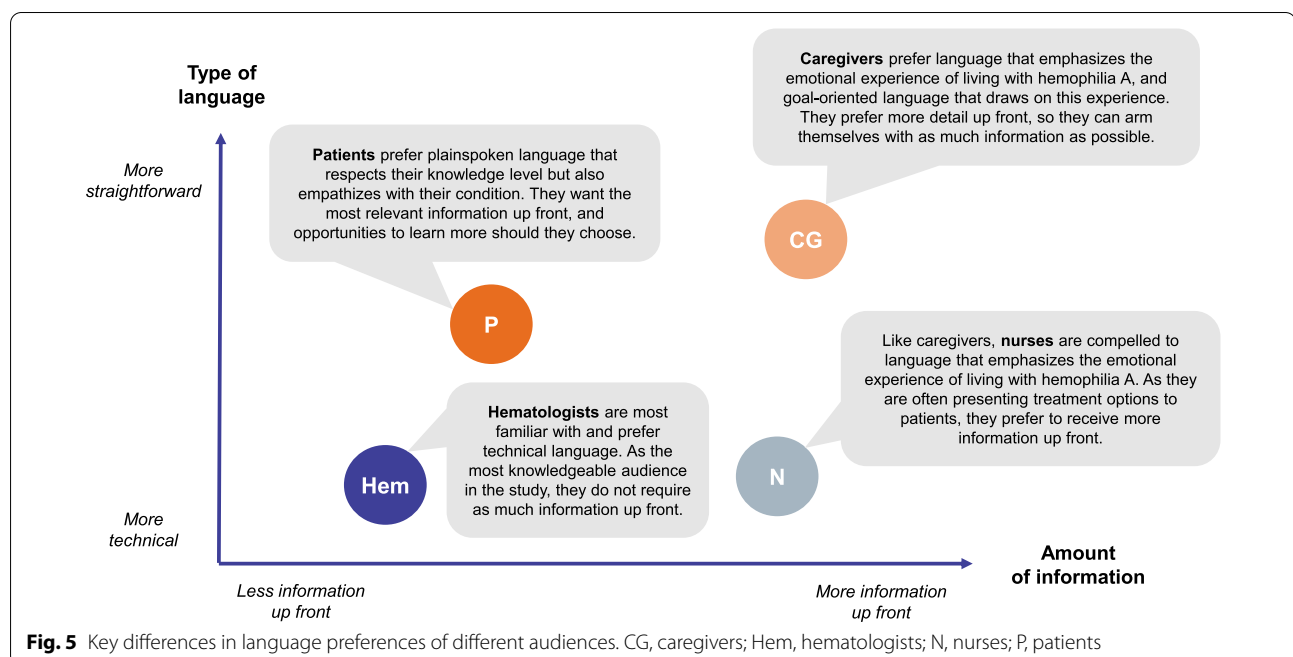 Type of
language
More
straightforward
Patients prefer plainspoken language that
respects their knowledge level but also
empathizes with their condition. They want the
most relevant information up front, and
opportunities to learn more should they choose.
Caregivers prefer language that emphasizes the
emotional experience of living with hemophilia A, and
goal-oriented language that draws on this experience.
They prefer more detail up front, so they can arm
themselves with as much information as possible.
CG
P
Like caregivers, nurses are compelled to
language that emphasizes the emotional
experience of living with hemophilia A. As they
are often presenting treatment options to
patients, they prefer to receive more
information up front.
Hematologists are most
familiar with and prefer
technical language. As the
most knowledgeable audience
in the study, they do not require
as much information up front.
Hem
N
More
technical
Less information
up front
More information
up front
Amount
of information
Fig. 5 Key differences in language preferences of different audiences. CG, caregivers; Hem, hematologists; N, nurses; P, patients